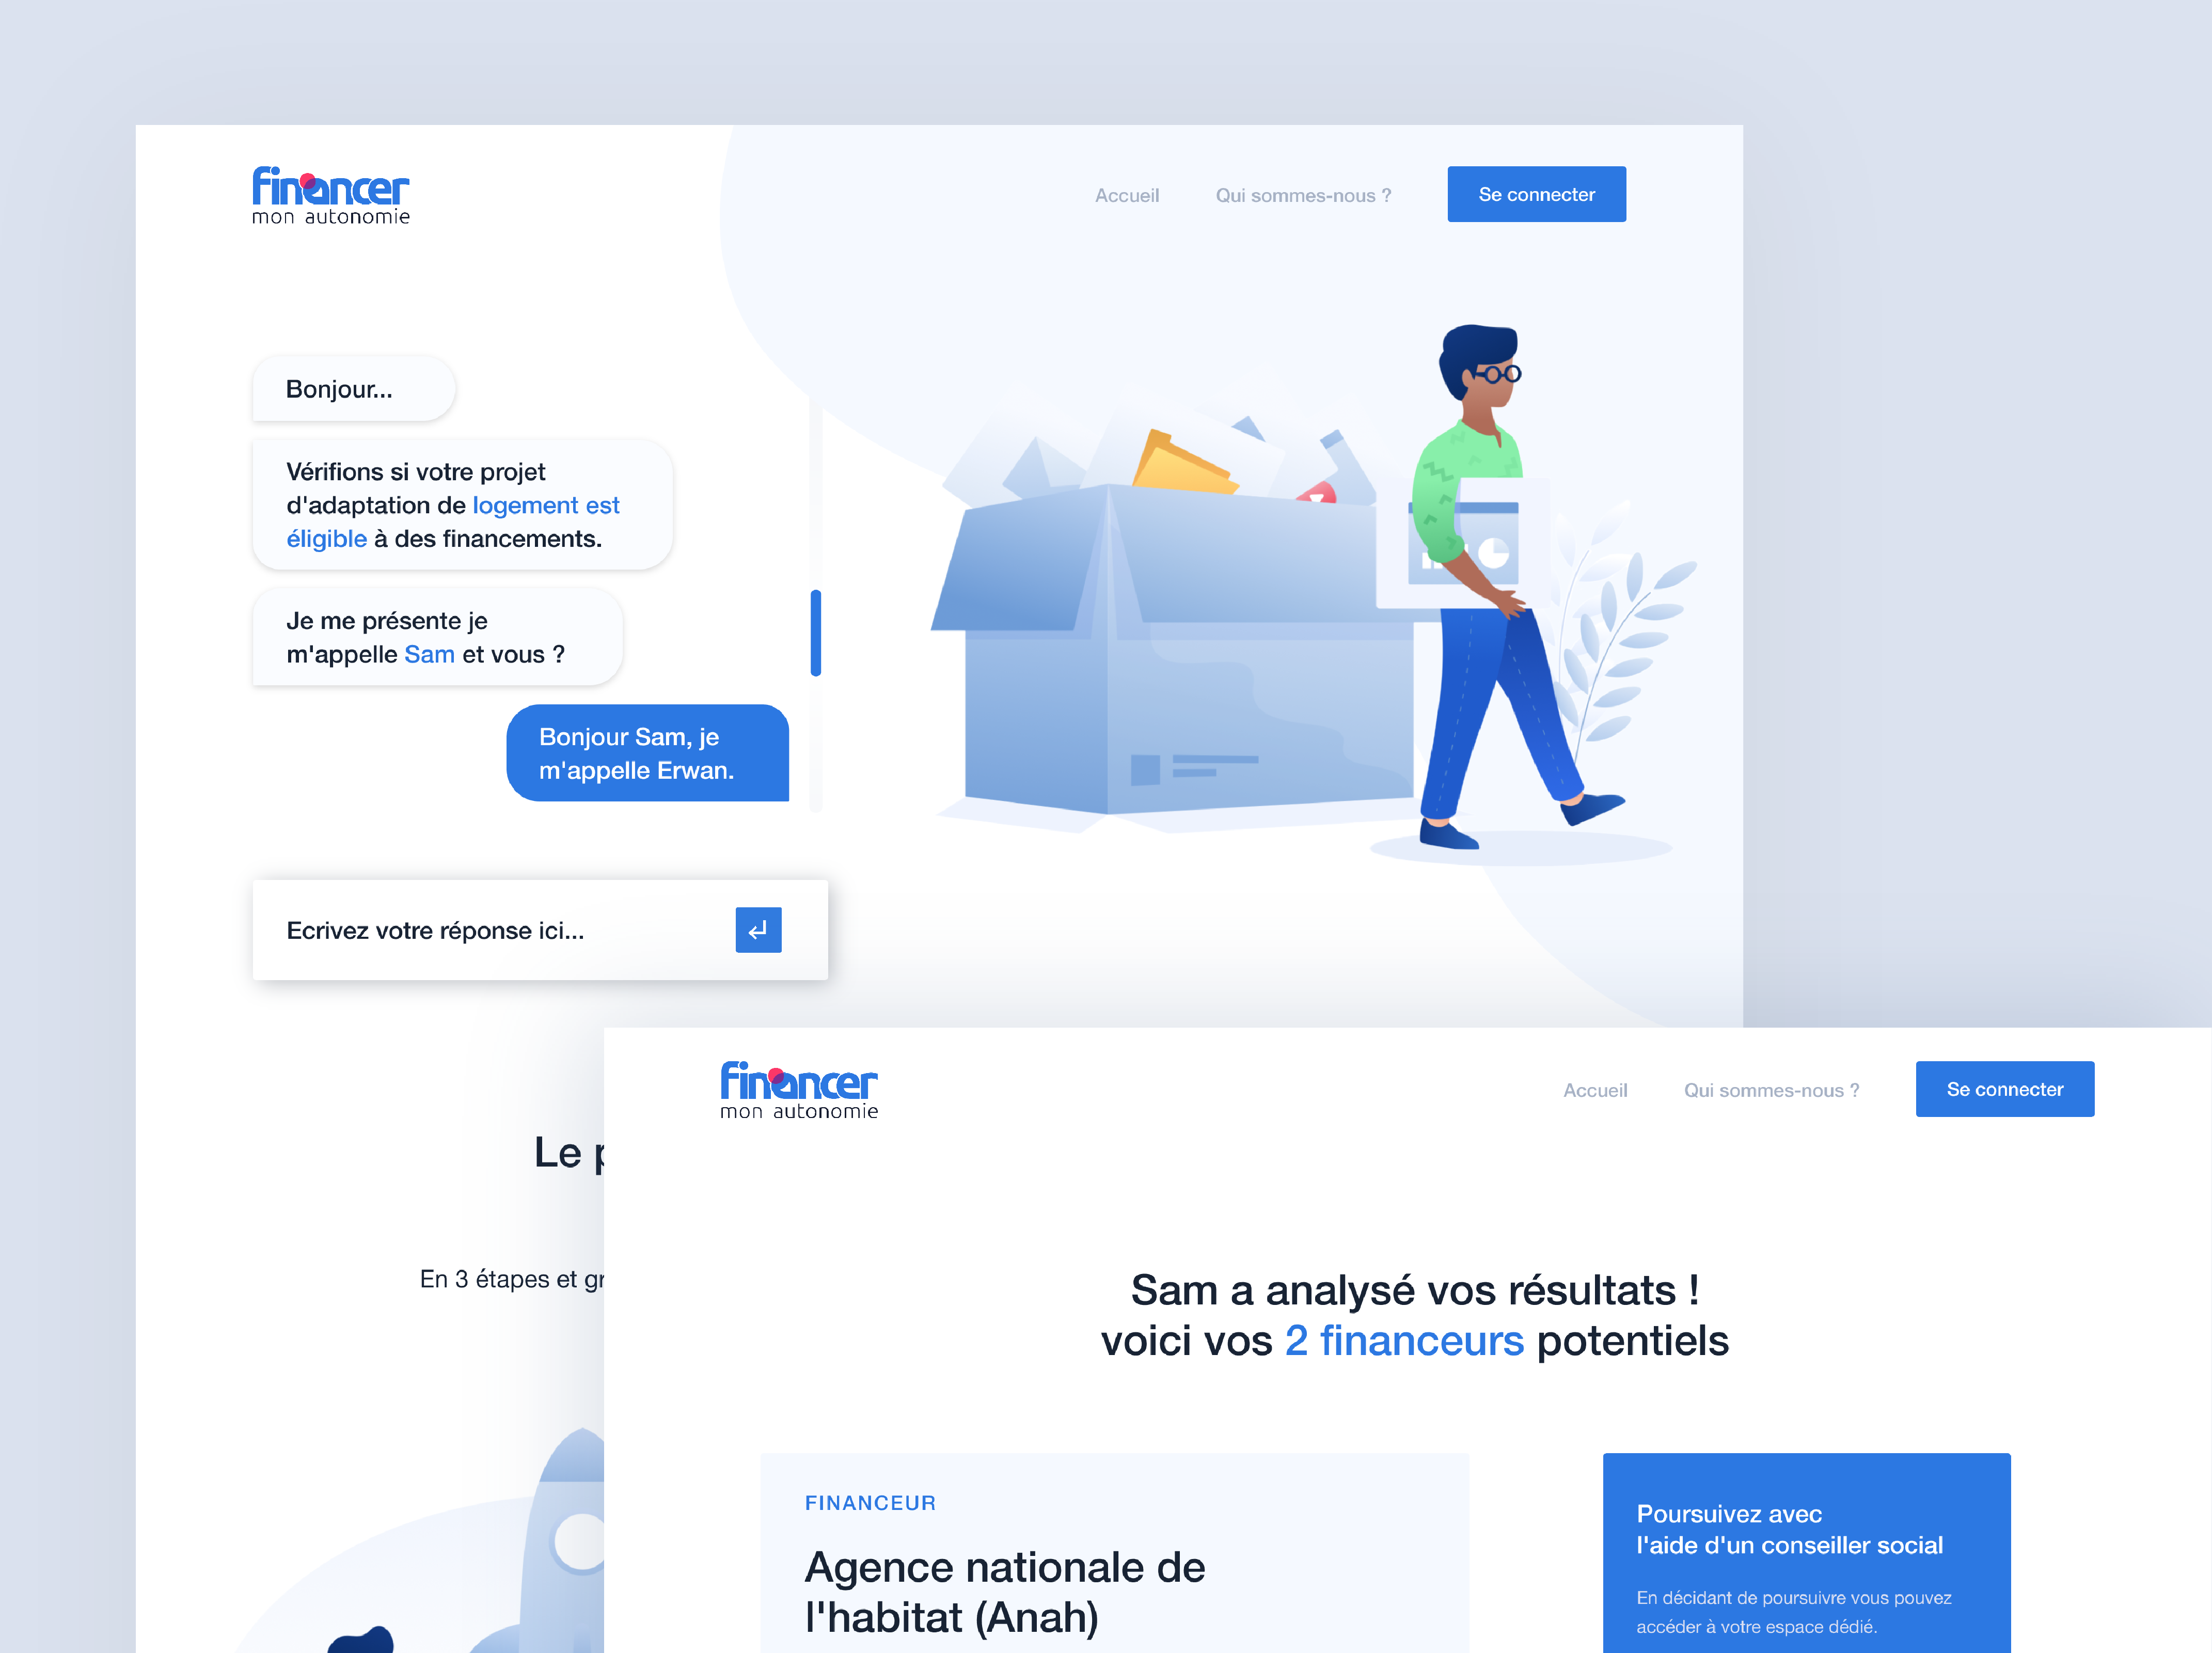 financer
mon autonomie
Accueil
Qui sommes-nous ?
Se connecter
Bonjour...
Vérifions si votre projet
d'adaptation de logement est
éligible à des financements.
Je me présente je
m'appelle Sam et vous ?
Bonjour Sam, je
m'appelle Erwan.
Ecrivez votre réponse ici...
Le
En 3 étapes et
financer
mon autonomie
Accueil
Qui sommes-nous ?
Se connecter
Sam a analysé vos résultats !
voici vos 2 financeurs potentiels
FINANCEUR
Agence nationale de
l'habitat (Anah)
Poursuivez avec
l'aide d'un conseiller social
En décidant de poursuivre vous pouvez
accéder à votre espace dédié.